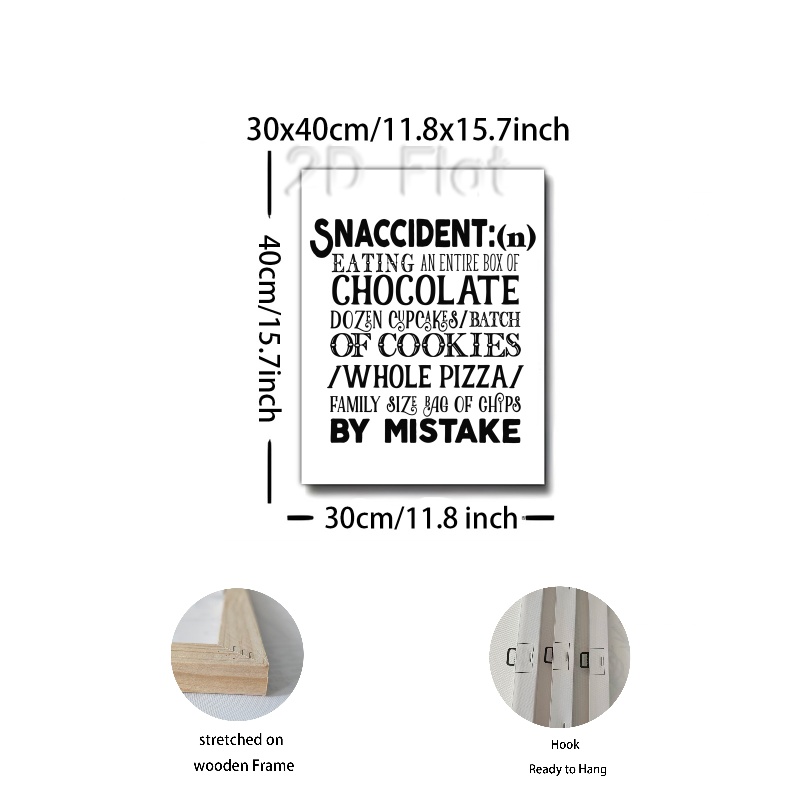 30x40cm/11.8x15.7inch
2D Flat
40cm/15.7inch
SNACCIDENT:(n)
EATING AN ENTIRE BOX OF
CHOCOLATE
DOZEN CUPCAKES/BATCH
OF COOKIES
/WHOLE PIZZA/
FAMILY SIZE BAG OF CHIPS
BY MISTAKE
30cm/11.8 inch
stretched on
wooden Frame
Hook
Ready to Hang